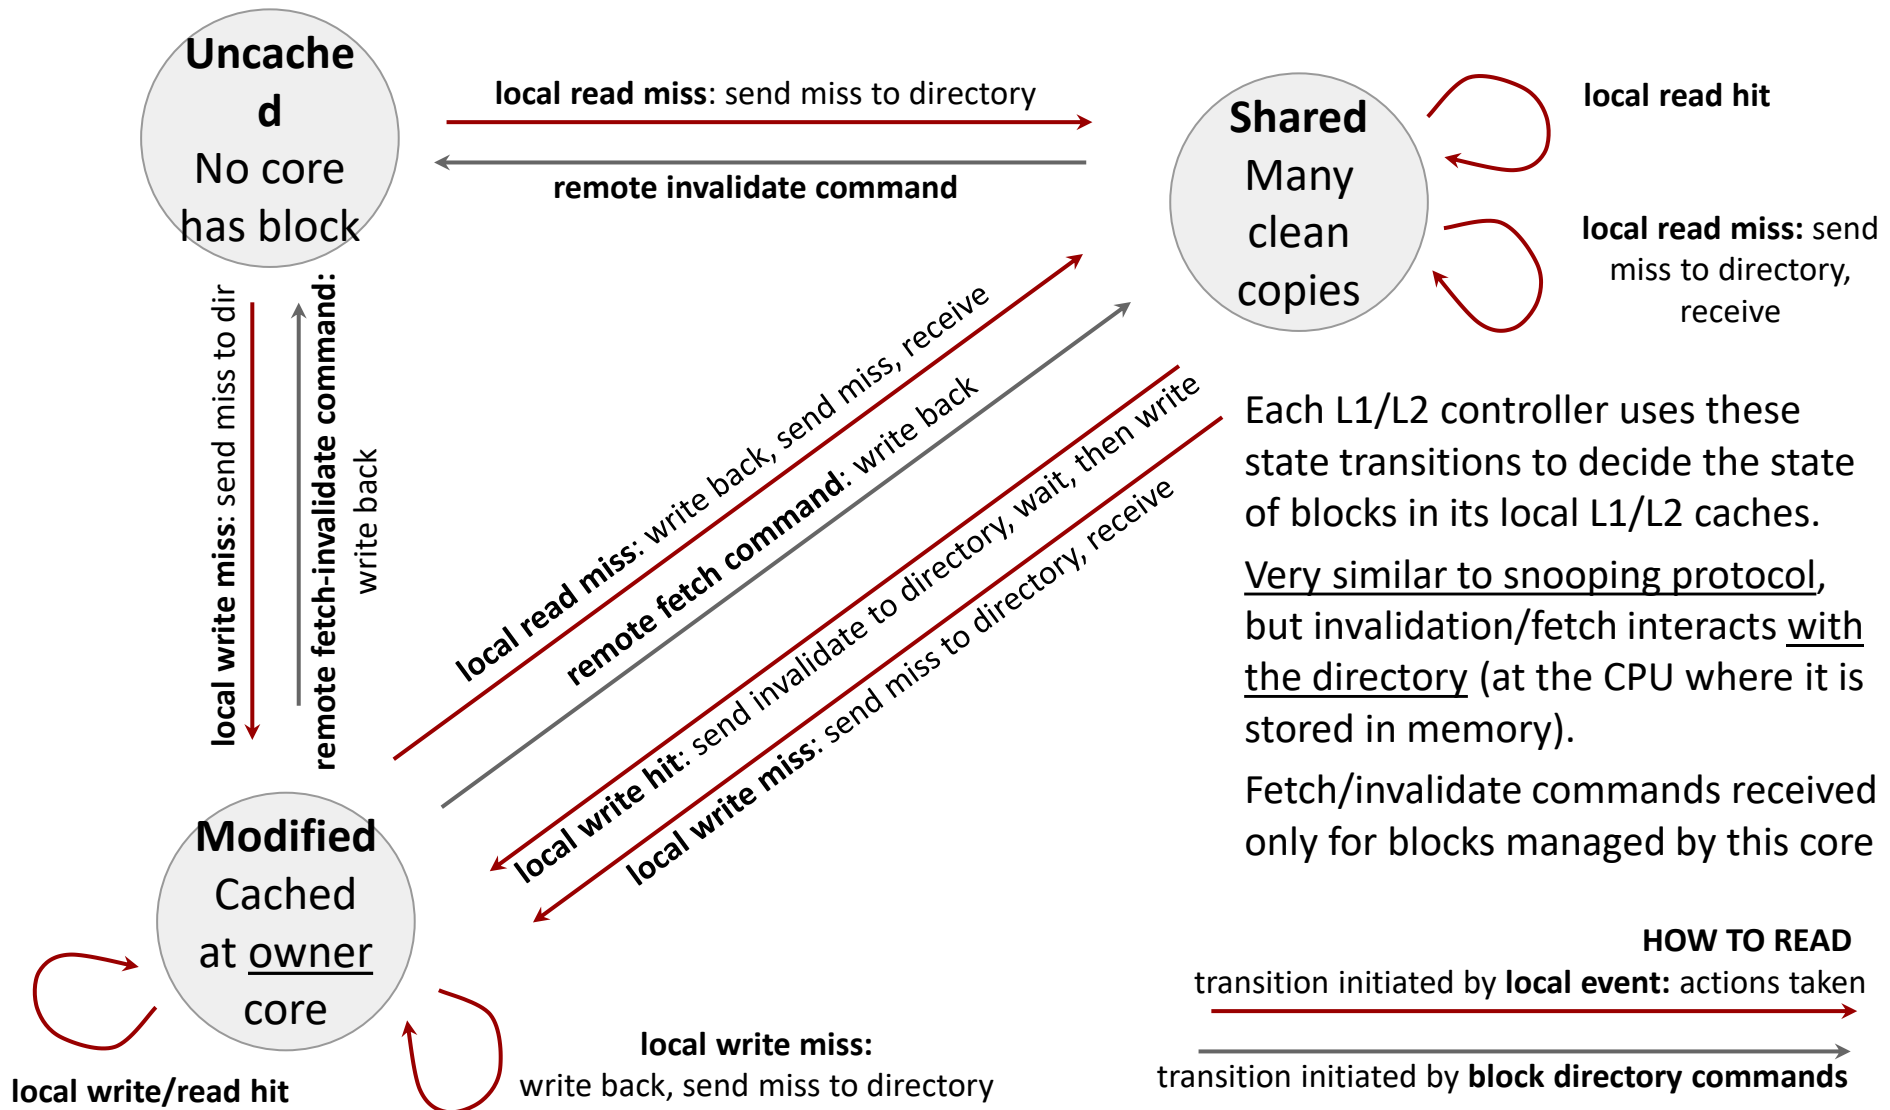 Uncache
d
No core
has block
local read miss: send miss to directory
remote invalidate command
Shared
Many
clean
copies
local read hit
local read miss: send
miss to directory,
receive
local write miss: send miss to dir
remote fetch-invalidate command:
write back
local read miss: write back, send miss, receive
remote fetch command: write back
local write hit: send invalidate to directory, wait, then write
local write miss: send miss to directory, receive
Each L1/L2 controller uses these
state transitions to decide the state
of blocks in its local L1/L2 caches.
Very similar to snooping protocol,
but invalidation/fetch interacts with
the directory (at the CPU where it is
stored in memory).
Fetch/invalidate commands received
only for blocks managed by this core
Modified
Cached
at owner
core
local write/read hit
local write miss:
write back, send miss to directory
HOW TO READ
transition initiated by local event: actions taken
transition initiated by block directory commands